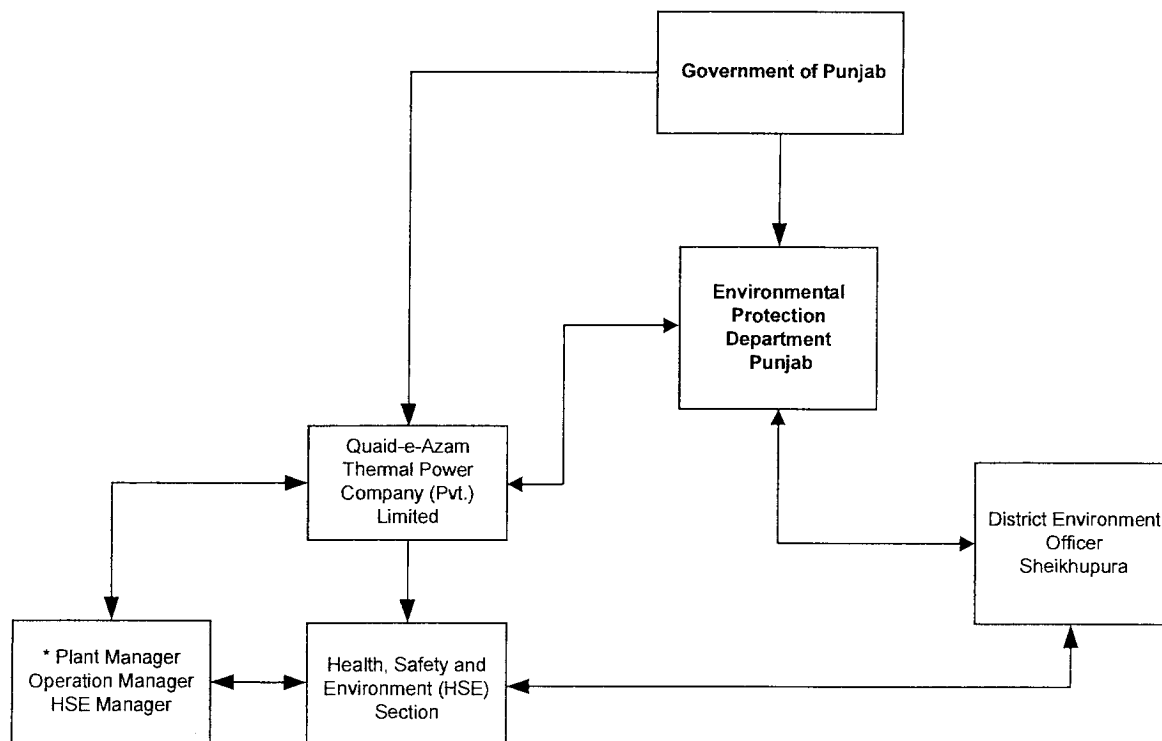 Government of Punjab
Environmental
Protection
Department
Punjab
Quaid-e-Azam
Thermal Power
Company (Pvt.)
Limited
District Environment
Officer
Sheikhupura
* Plant Manager
Operation Manager
HSE Manager
Health, Safety and
Environment (HSE)
Section